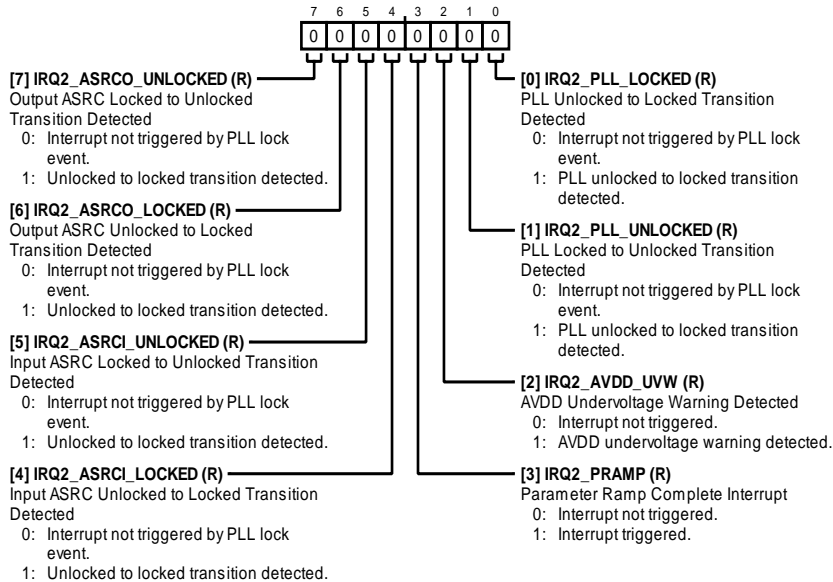 7 6 5 4 3 2 1 0
0 0 0 0 0 0 0 0
[7] IRQ2_ASRCO_UNLOCKED (R)
Output ASRC Locked to Unlocked
Transition Detected
0: Interrupt not triggered by PLL lock
event.
1: Unlocked to locked transition detected.
[6] IRQ2_ASRCO_LOCKED (R)
Output ASRC Unlocked to Locked
Transition Detected
0: Interrupt not triggered by PLL lock
event.
1: Unlocked to locked transition detected.
[5] IRQ2_ASRCI_UNLOCKED (R)
Input ASRC Locked to Unlocked Transition
Detected
0: Interrupt not triggered by PLL lock
event.
1: Unlocked to locked transition detected.
[4] IRQ2_ASRCI_LOCKED (R)
Input ASRC Unlocked to Locked Transition
Detected
0: Interrupt not triggered by PLL lock
event.
1: Unlocked to locked transition detected.
[0] IRQ2_PLL_LOCKED (R)
PLL Unlocked to Locked Transition
Detected
0: Interrupt not triggered by PLL lock
event.
1: PLL unlocked to locked transition
detected.
[1] IRQ2_PLL_UNLOCKED (R)
PLL Locked to Unlocked Transition
Detected
0: Interrupt not triggered by PLL lock
event.
1: PLL unlocked to locked transition
detected.
[2] IRQ2_AVDD_UVW (R)
AVDD Undervoltage Warning Detected
0: Interrupt not triggered.
1: AVDD undervoltage warning detected.
[3] IRQ2_PRAMP (R)
Parameter Ramp Complete Interrupt
0: Interrupt not triggered.
1: Interrupt triggered.